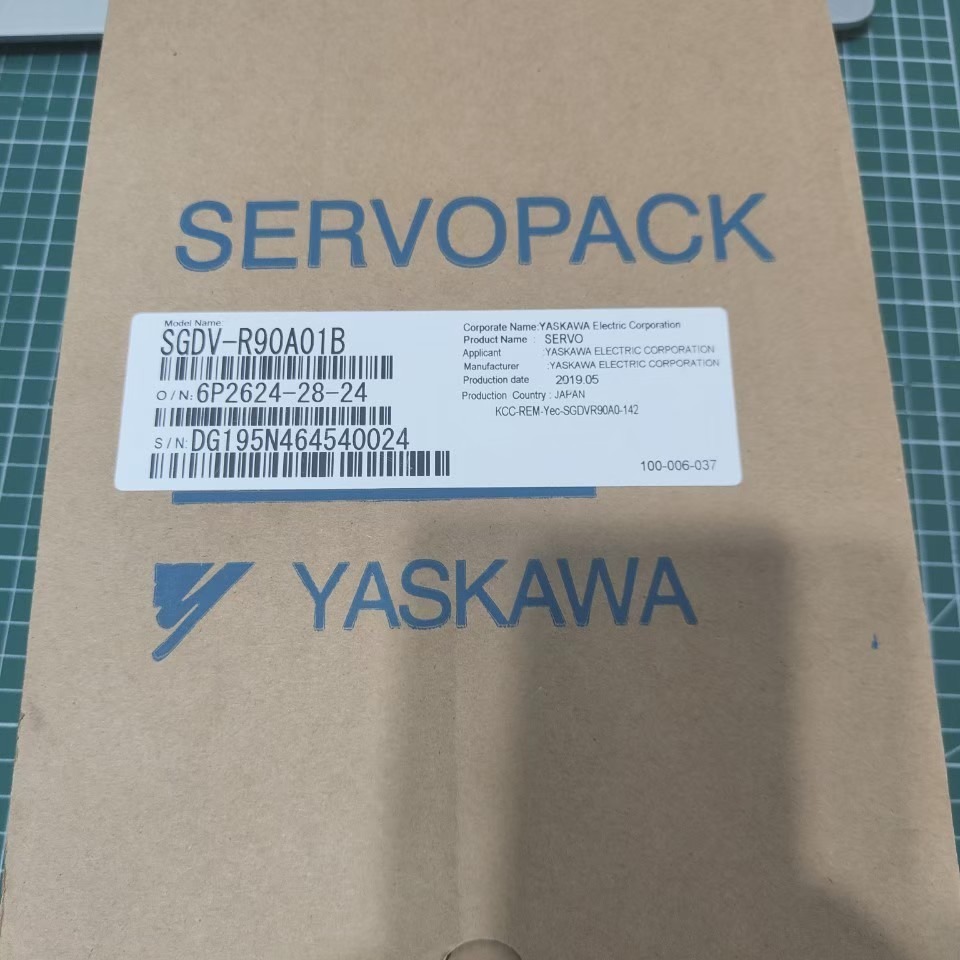 SERVOPACK
Model Name
SGDV-R90A01B
O/N: 6P2624-28-24
S/N: DG195N464540024
Corporate Name: YASKAWA Electric Corporation
Product Name : SERVO
Applicant :YASKAWA ELECTRIC CORPORATION
Manufacturer :YASKAWA ELECTRIC CORPORATION
Production date 2019.05
Production Country : JAPAN
KCC-REM-Yec-SGDVR90A0-142
100-006-037
YASKAWA